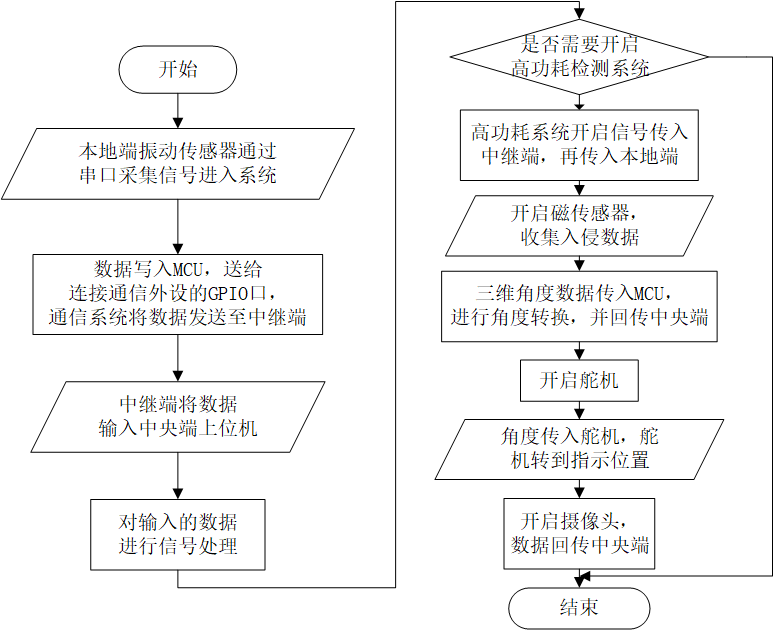 开始
本地端振动传感器通过
串口采集信号进入系统
数据写入MCU，送给
连接通信外设的GPIO口，
通信系统将数据发送至中继端
中继端将数据
输入中央端上位机
对输入的数据
进行信号处理
是否需要开启
高功耗检测系统
高功耗系统开启信号传入
中继端，再传入本地端
开启磁传感器，
收集入侵数据
三维角度数据传入MCU，
进行角度转换，并回传中央端
开启舵机
角度传入舵机，舵
机转到指示位置
开启摄像头，
数据回传中央端
结束